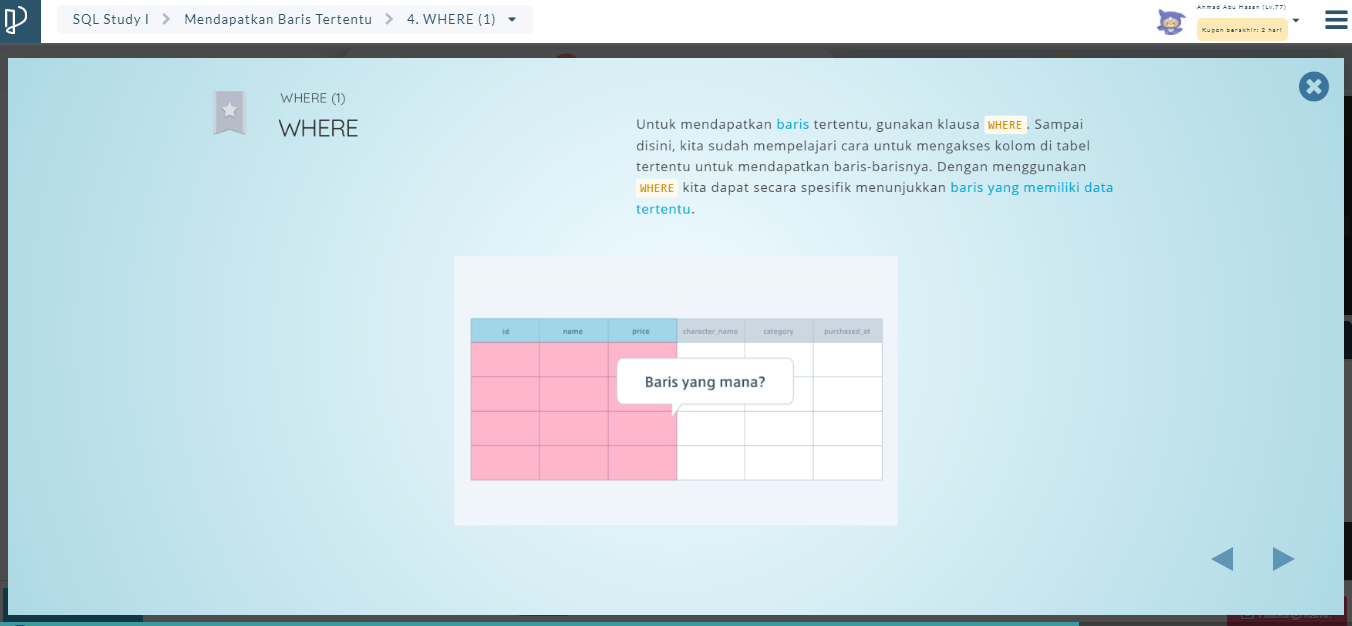 SQL Study I
Mendapatkan Baris Tertentu
4. WHERE (1)
Ahmad Abu Hasan (Lv.77)
Kupon berakhir: 2 hari
WHERE (1)
WHERE
Untuk mendapatkan baris tertentu, gunakan klausa WHERE. Sampai
disini, kita sudah mempelajari cara untuk mengakses kolom di tabel
tertentu untuk mendapatkan baris-barisnya. Dengan menggunakan
WHERE kita dapat secara spesifik menunjukkan baris yang memiliki data
tertentu.
id name price character_name category purchased_at
Baris yang mana?